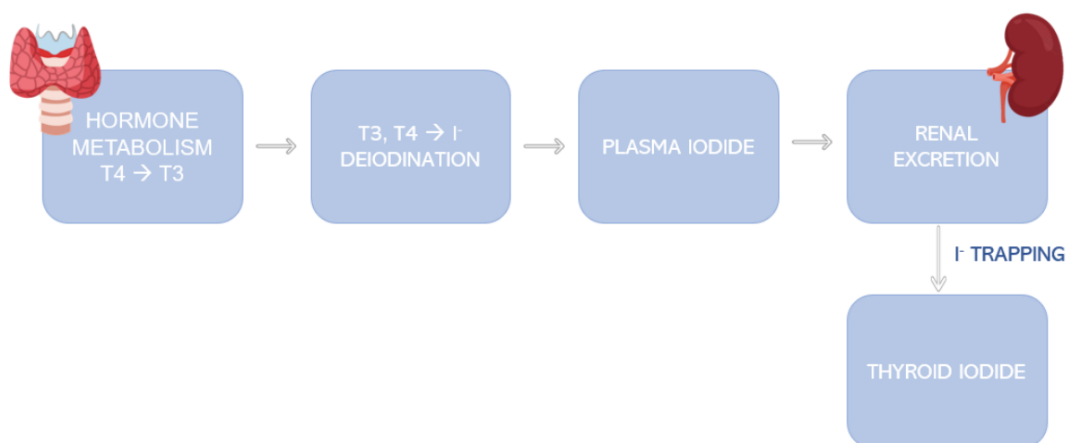 HORMONE
METABOLISM
T4 → T3
T3, T4 → I⁻
DEIODINATION
PLASMA IODIDE
RENAL
EXCRETION
I⁻ TRAPPING
THYROID IODIDE